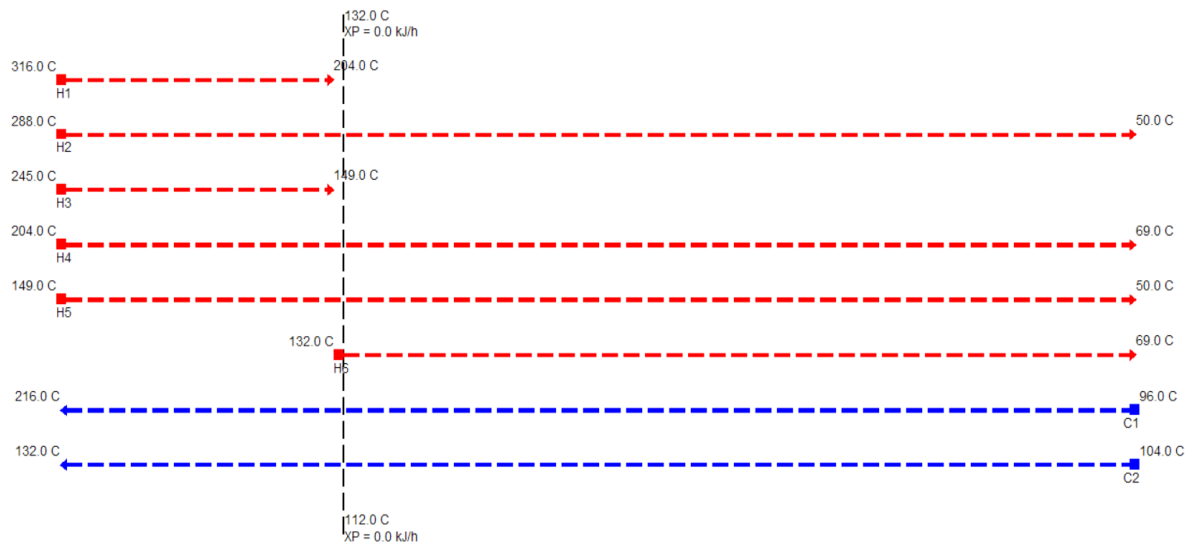 132.0 C
XP = 0.0 kJ/h
316.0 C
204.0 C
H1
288.0 C
50.0 C
H2
245.0 C
149.0 C
H3
204.0 C
69.0 C
H4
149.0 C
50.0 C
H5
132.0 C
69.0 C
H6
216.0 C
96.0 C
C1
132.0 C
104.0 C
C2
112.0 C
XP = 0.0 kJ/h